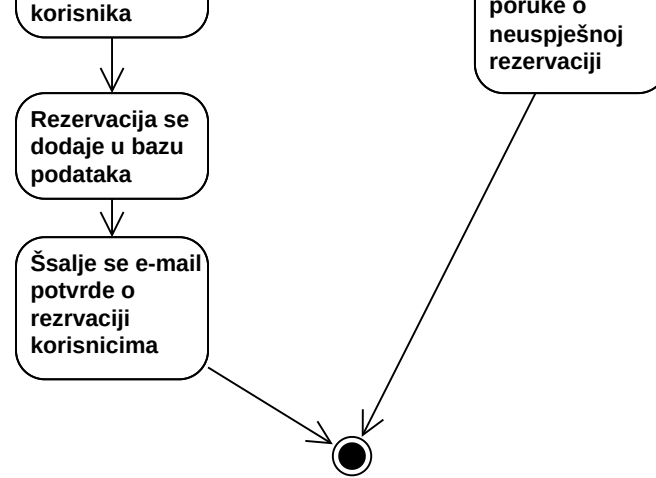 korisnika
poruke o
neuspješnoj
rezervaciji
Rezervacija se
dodaje u bazu
podataka
Šsalje se e-mail
potvrde o
rezrvaciji
korisnicima